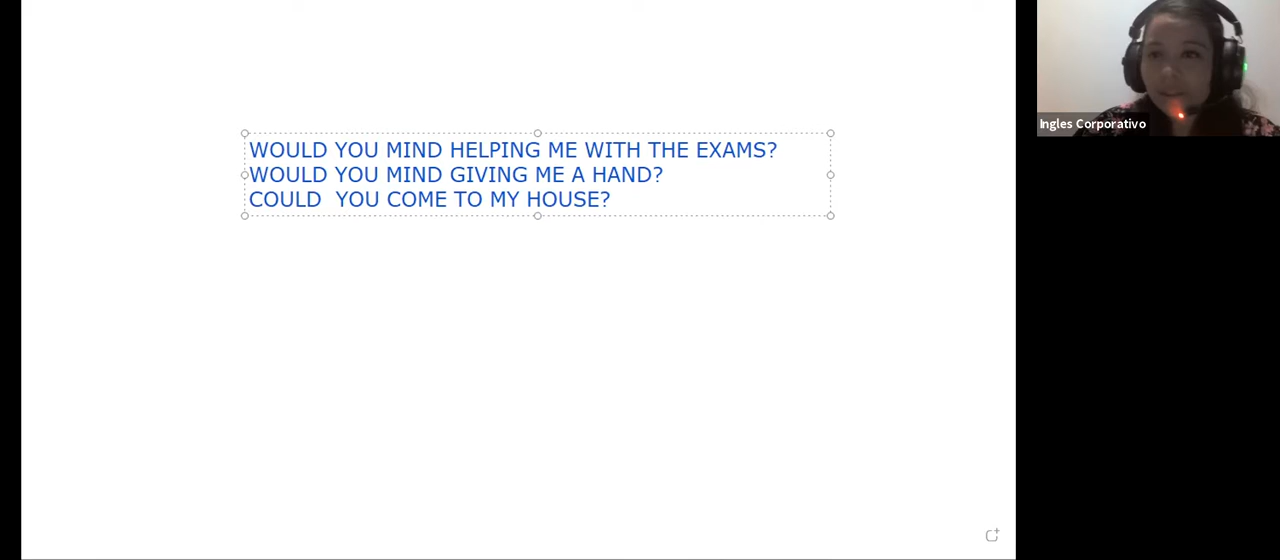 WOULD YOU MIND HELPING ME WITH THE EXAMS?
WOULD YOU MIND GIVING ME A HAND?
COULD  YOU COME TO MY HOUSE?
Ingles Corporativo